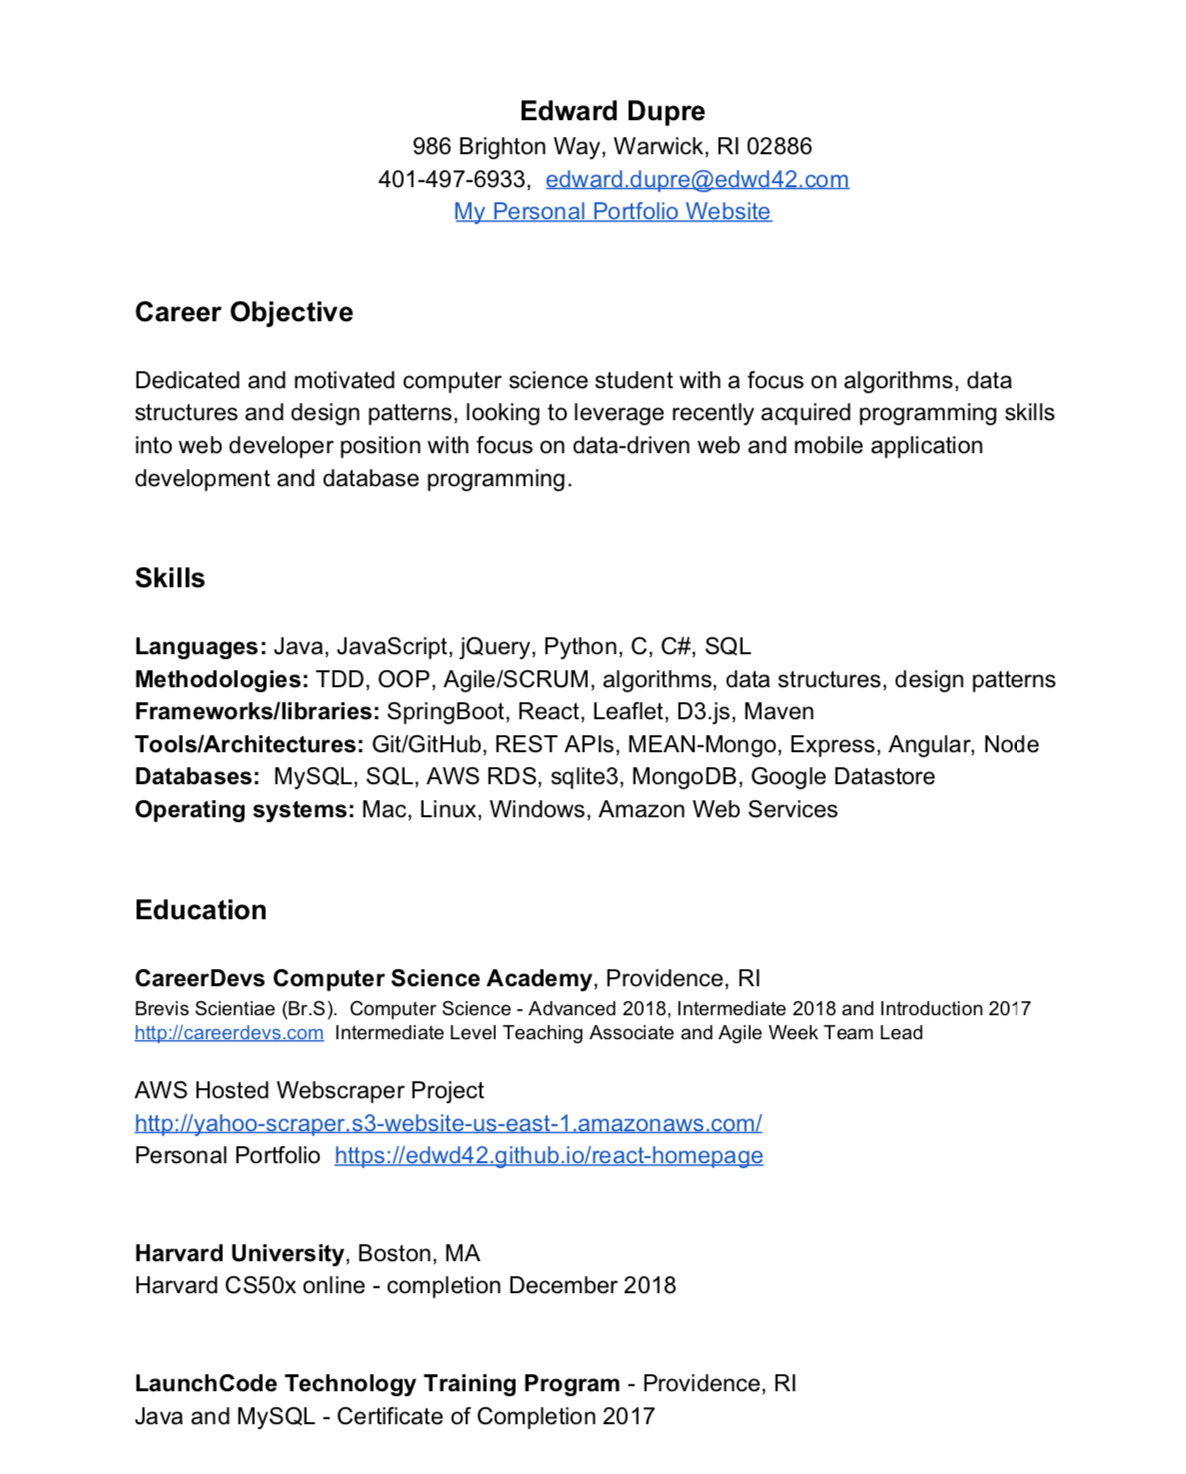 Edward Dupre
986 Brighton Way, Warwick, RI 02886
401-497-6933,  edward.dupre@edwd42.com
My Personal Portfolio Website
Career Objective
Dedicated and motivated computer science student with a focus on algorithms, data
structures and design patterns, looking to leverage recently acquired programming skills
into web developer position with focus on data-driven web and mobile application
development and database programming.
Skills
Languages: Java, JavaScript, jQuery, Python, C, C#, SQL
Methodologies: TDD, OOP, Agile/SCRUM, algorithms, data structures, design patterns
Frameworks/libraries: SpringBoot, React, Leaflet, D3.js, Maven
Tools/Architectures: Git/GitHub, REST APIs, MEAN-Mongo, Express, Angular, Node
Databases:  MySQL, SQL, AWS RDS, sqlite3, MongoDB, Google Datastore
Operating systems: Mac, Linux, Windows, Amazon Web Services
Education
CareerDevs Computer Science Academy, Providence, RI
Brevis Scientiae (Br.S).  Computer Science - Advanced 2018, Intermediate 2018 and Introduction 2017
http://careerdevs.com  Intermediate Level Teaching Associate and Agile Week Team Lead
AWS Hosted Webscraper Project
http://yahoo-scraper.s3-website-us-east-1.amazonaws.com/
Personal Portfolio  https://edwd42.github.io/react-homepage
Harvard University, Boston, MA
Harvard CS50x online - completion December 2018
LaunchCode Technology Training Program - Providence, RI
Java and MySQL - Certificate of Completion 2017